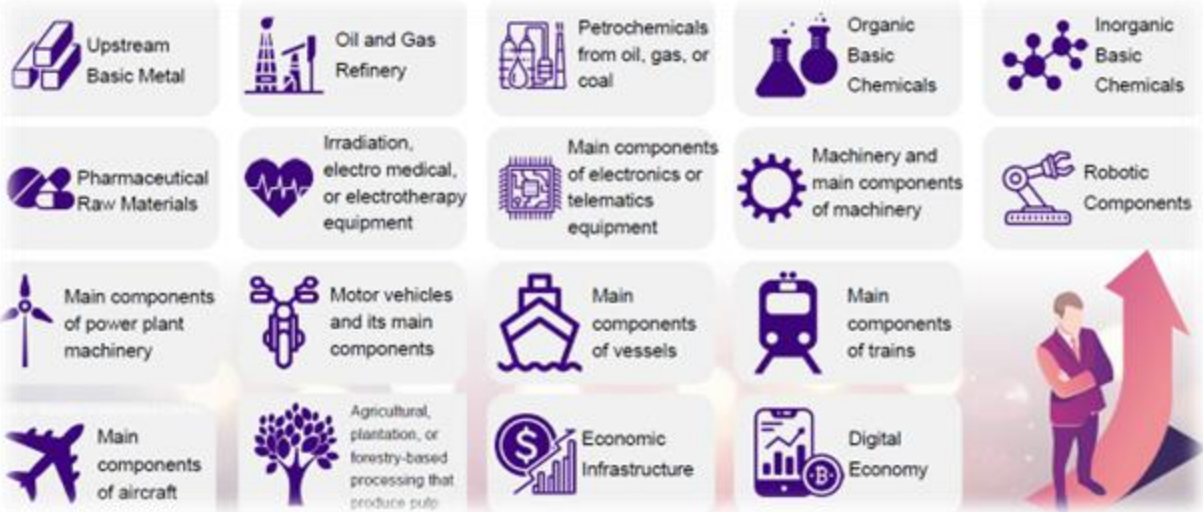 Upstream
Basic Metal
Oil and Gas
Refinery
Petrochemicals
from oil, gas, or
coal
Organic
Basic
Chemicals
Inorganic
Basic
Chemicals
Pharmaceutical
Raw Materials
Irradiation,
electro medical,
or electrotherapy
equipment
Main components
of electronics or
telematics
equipment
Machinery and
main components
of machinery
Robotic
Components
Main components
of power plant
machinery
Motor vehicles
and its main
components
Main
components
of vessels
Main
components
of trains
Main
components
of aircraft
Agricultural,
plantation, or
forestry-based
processing that
produce pulp
$
Economic
Infrastructure
B
Digital
Economy